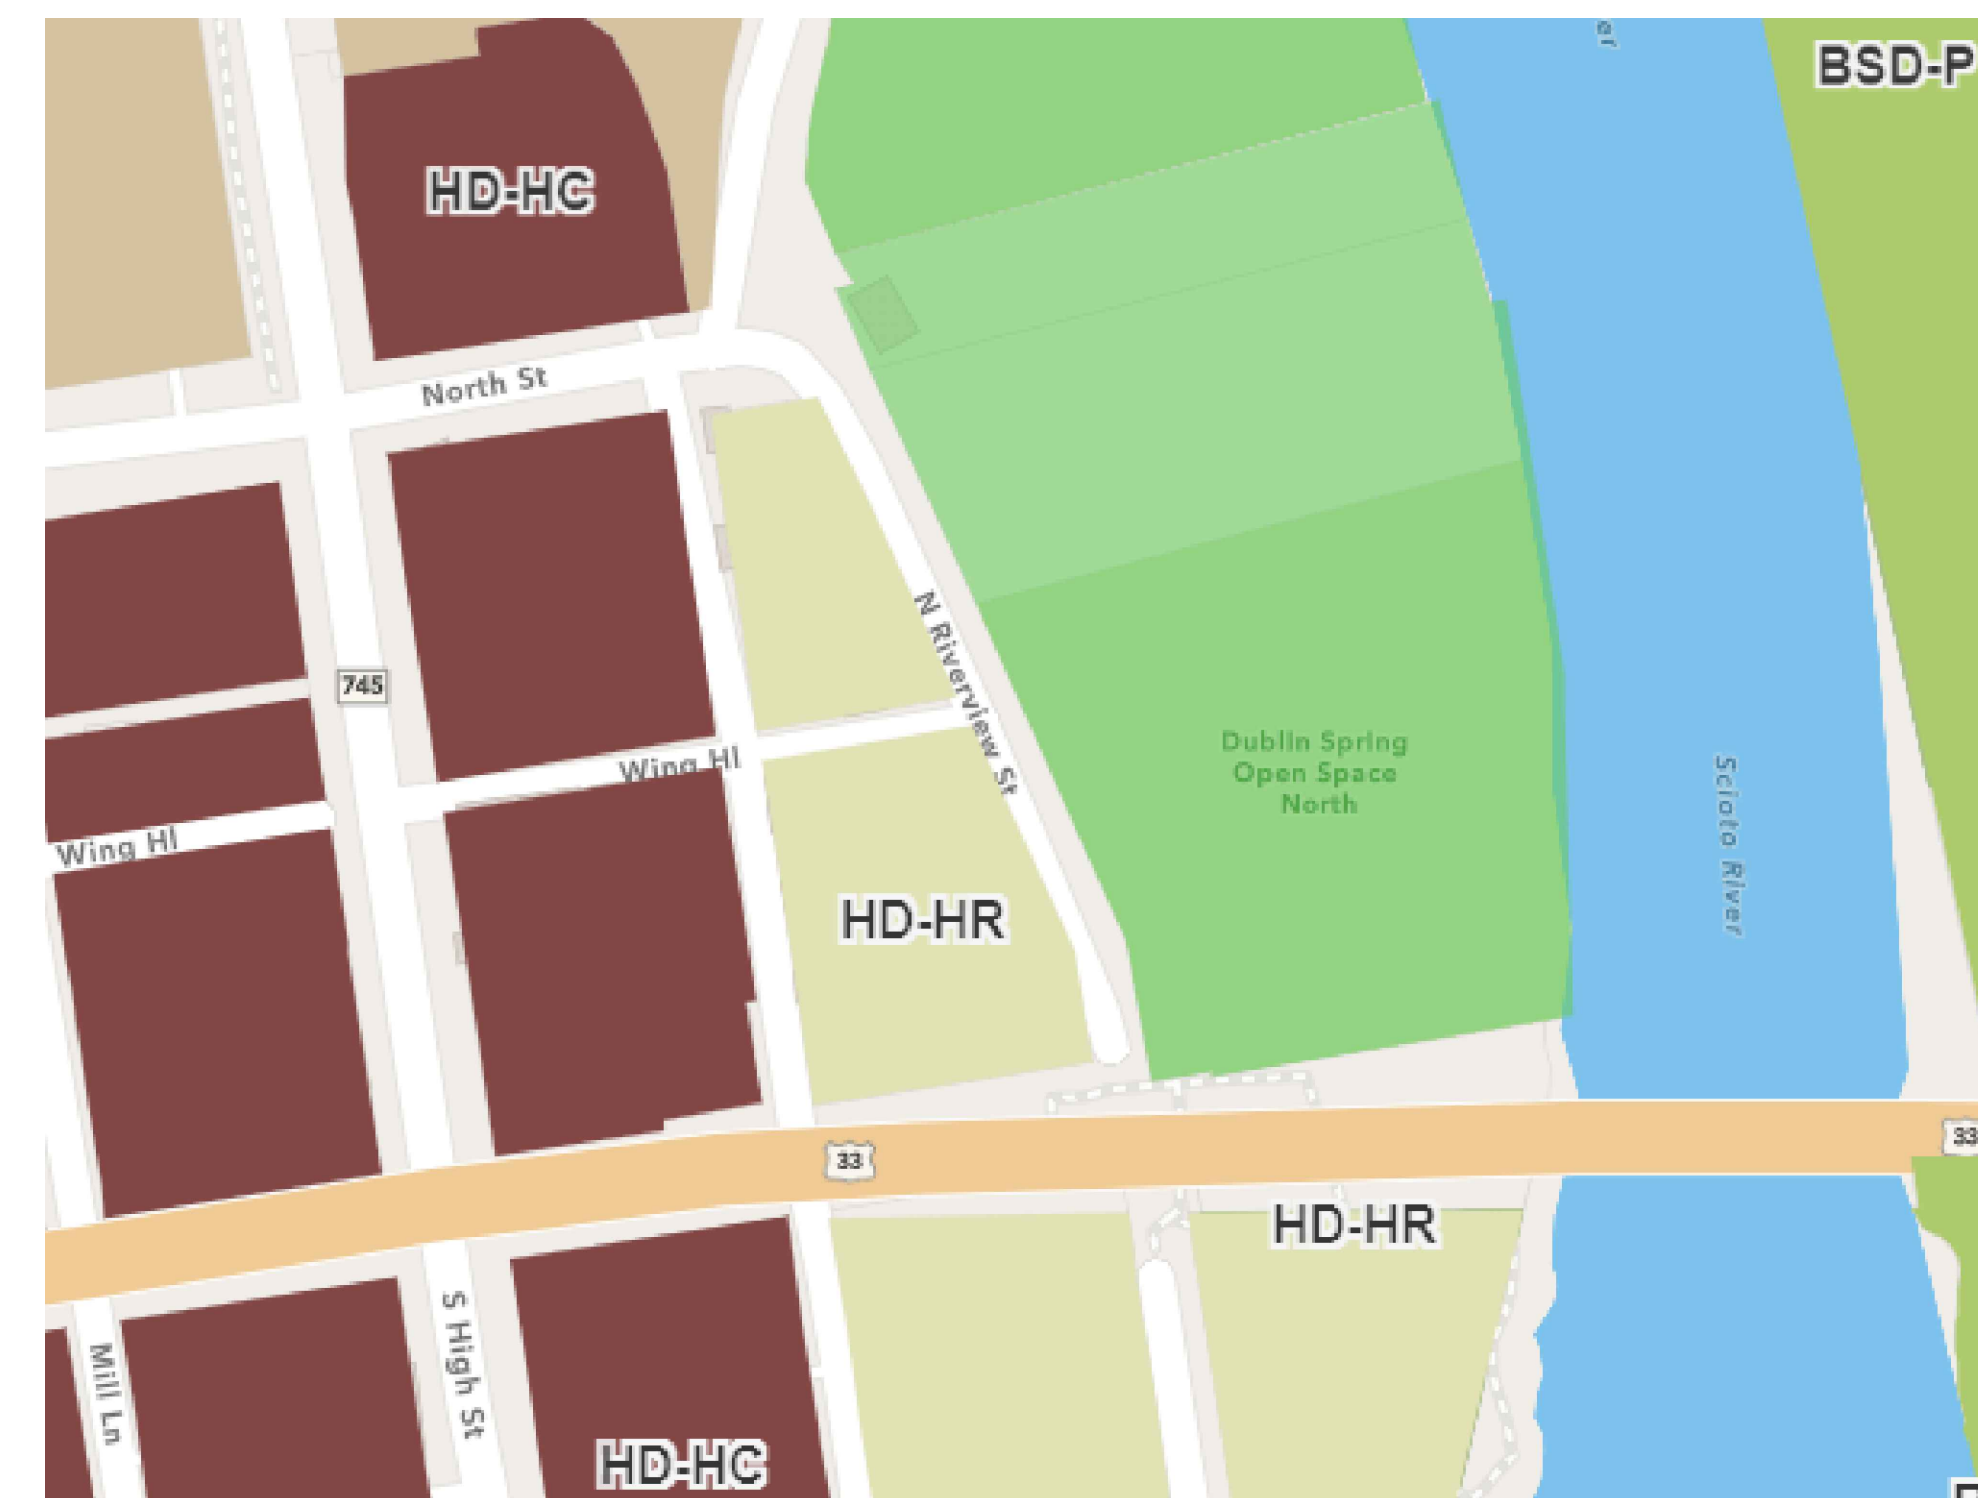 BSD-P
HD-HC
North St
N Riverview St
745
Wing Hl
Dublin Spring
Open Space
North
Scioto River
Wing Hl
HD-HR
33
33
HD-HR
S High St
Mill Ln
HD-HC